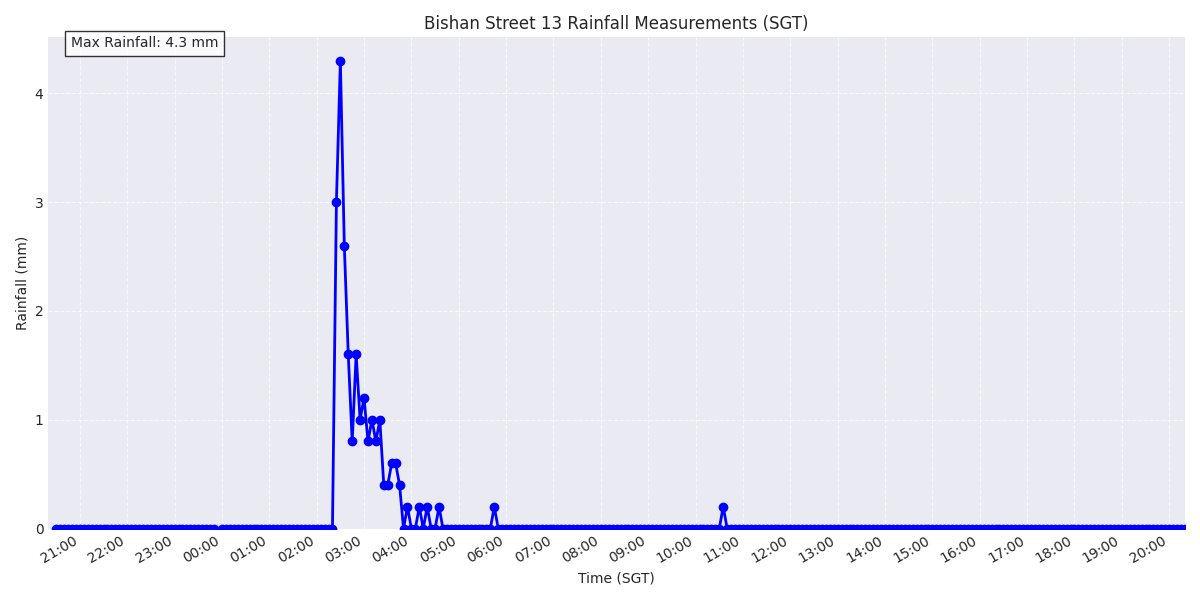 Bishan Street 13 Rainfall Measurements (SGT)
Max Rainfall: 4.3 mm
Rainfall (mm)
4
3
2
1
0
21:00 22:00 23:00 00:00 01:00 02:00 03:00 04:00 05:00 06:00 07:00 08:00 09:00 10:00 11:00 12:00 13:00 14:00 15:00 16:00 17:00 18:00 19:00 20:00
Time (SGT)